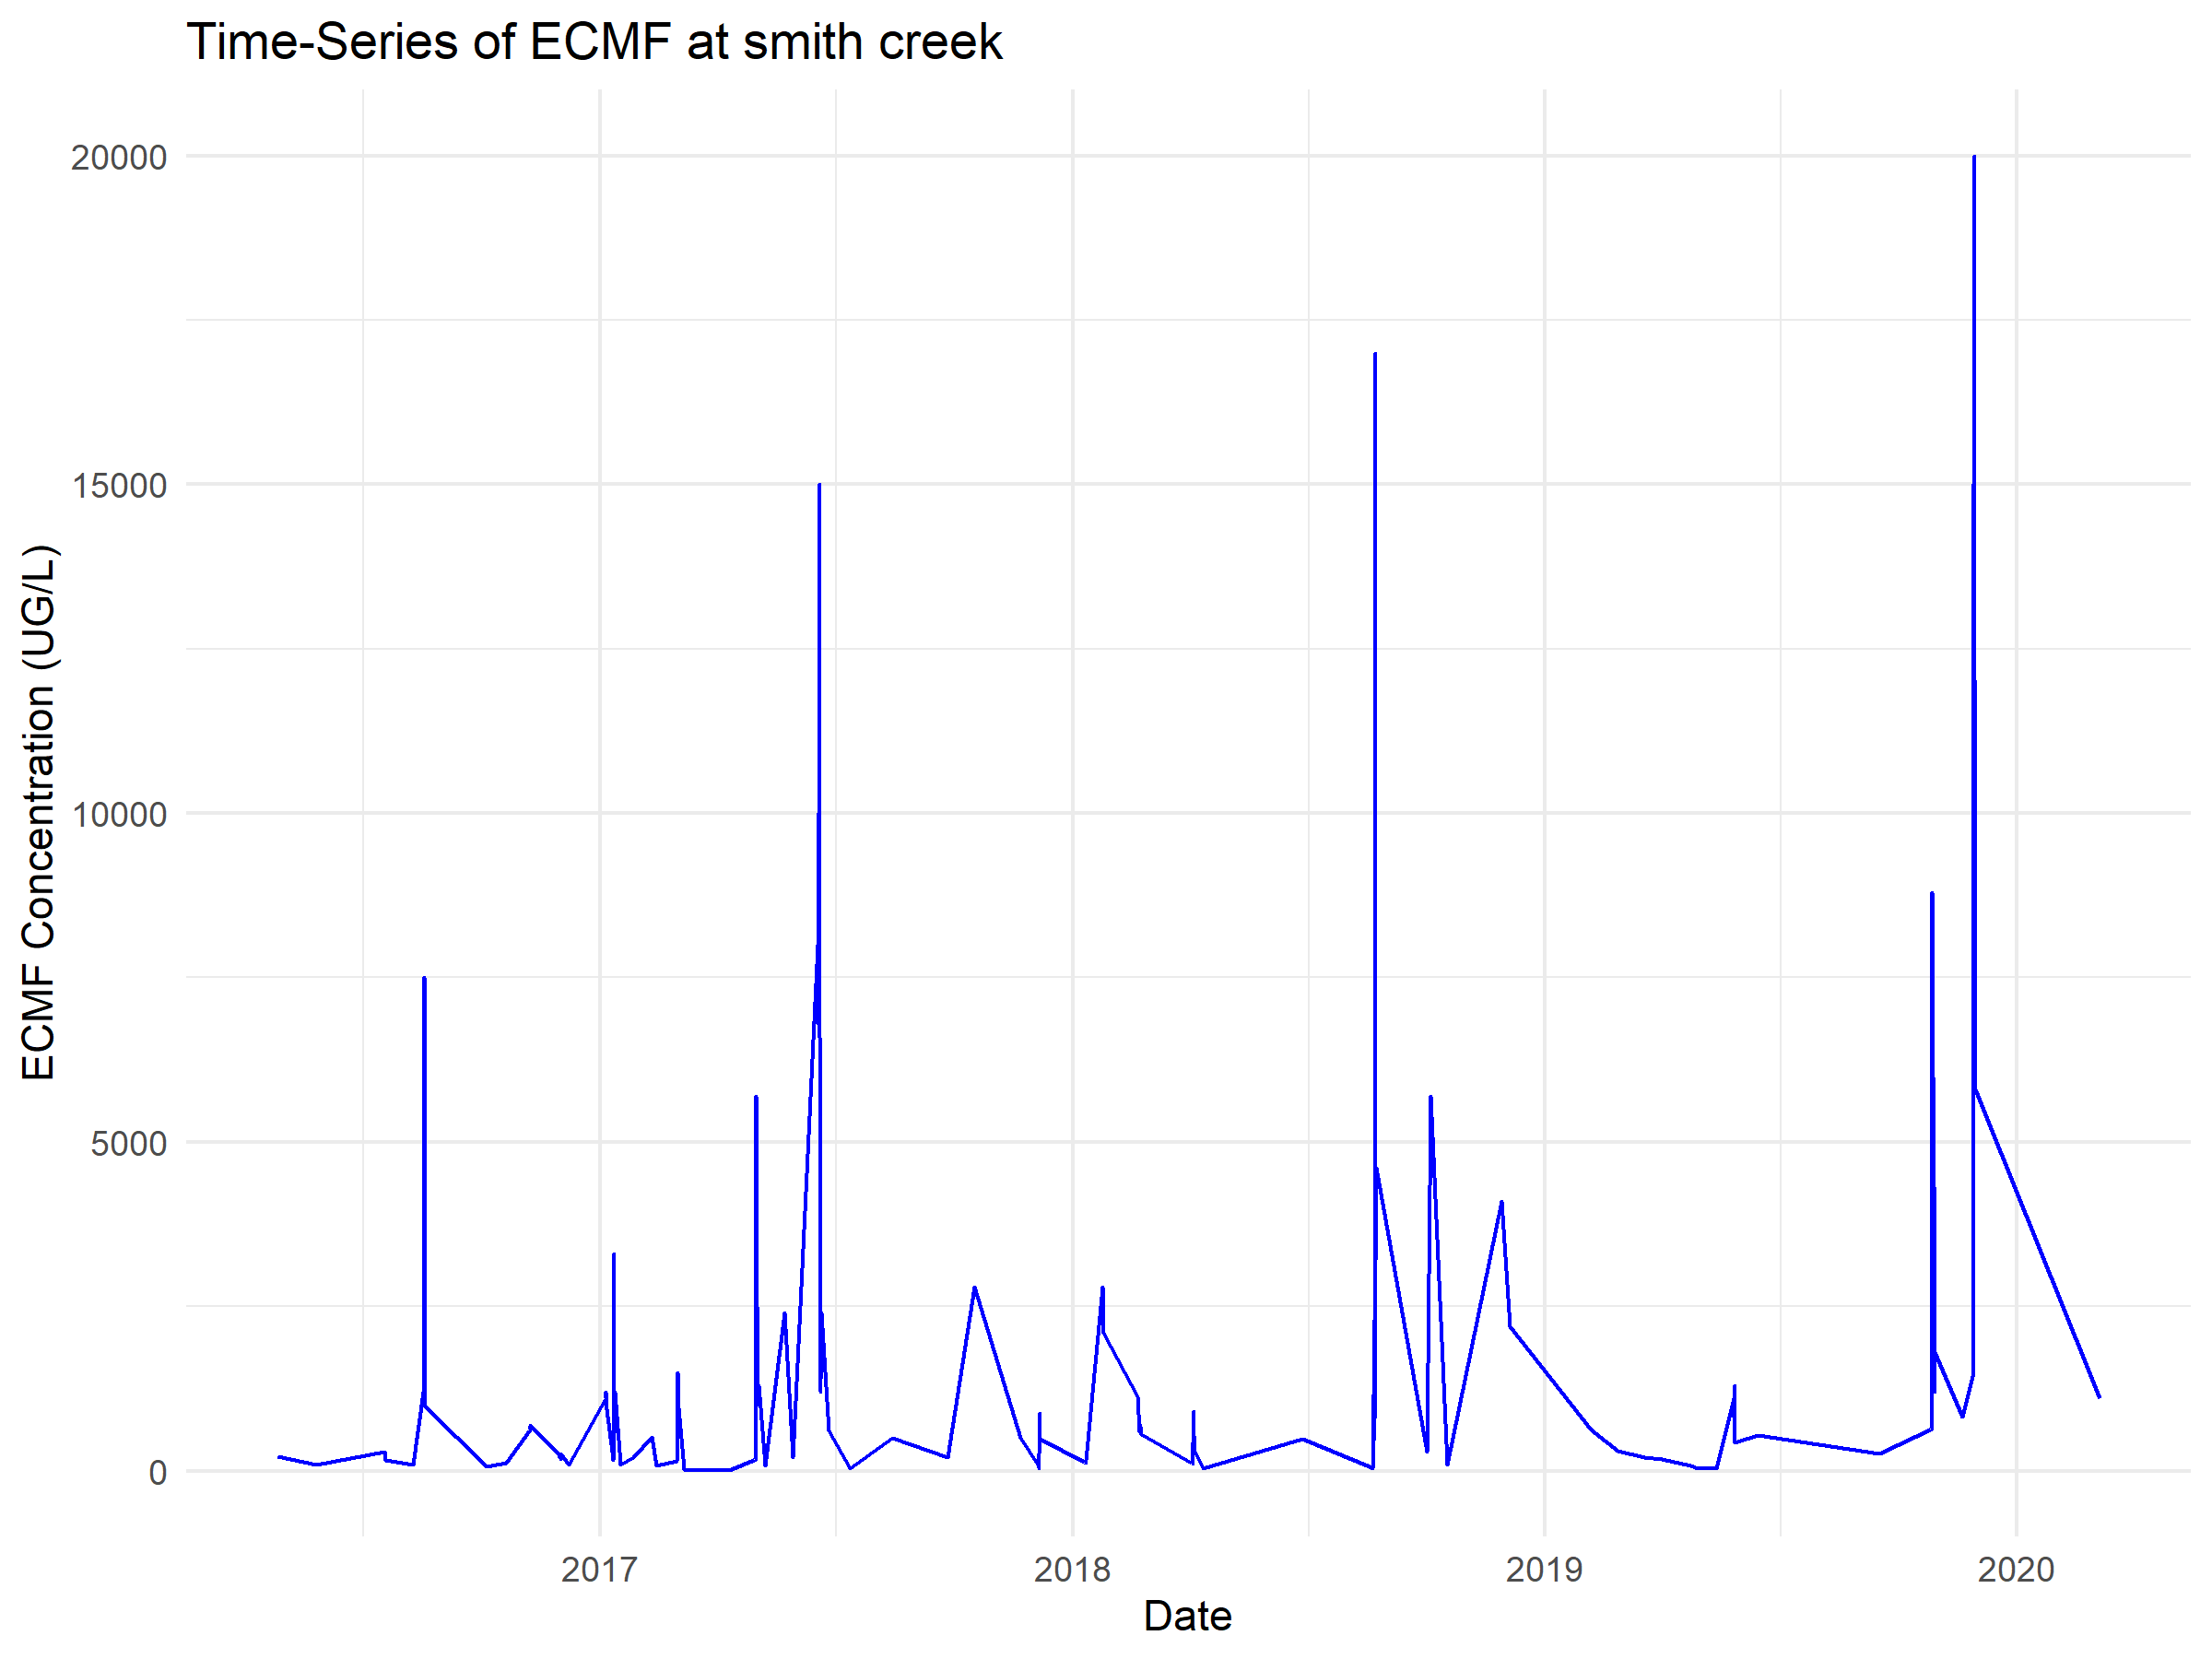 Time-Series of ECMF at smith creek
20000
15000
10000
5000
0
ECMF Concentration (UG/L)
2017 2018 2019 2020
Date